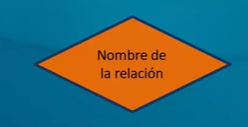 Nombre de
la relación